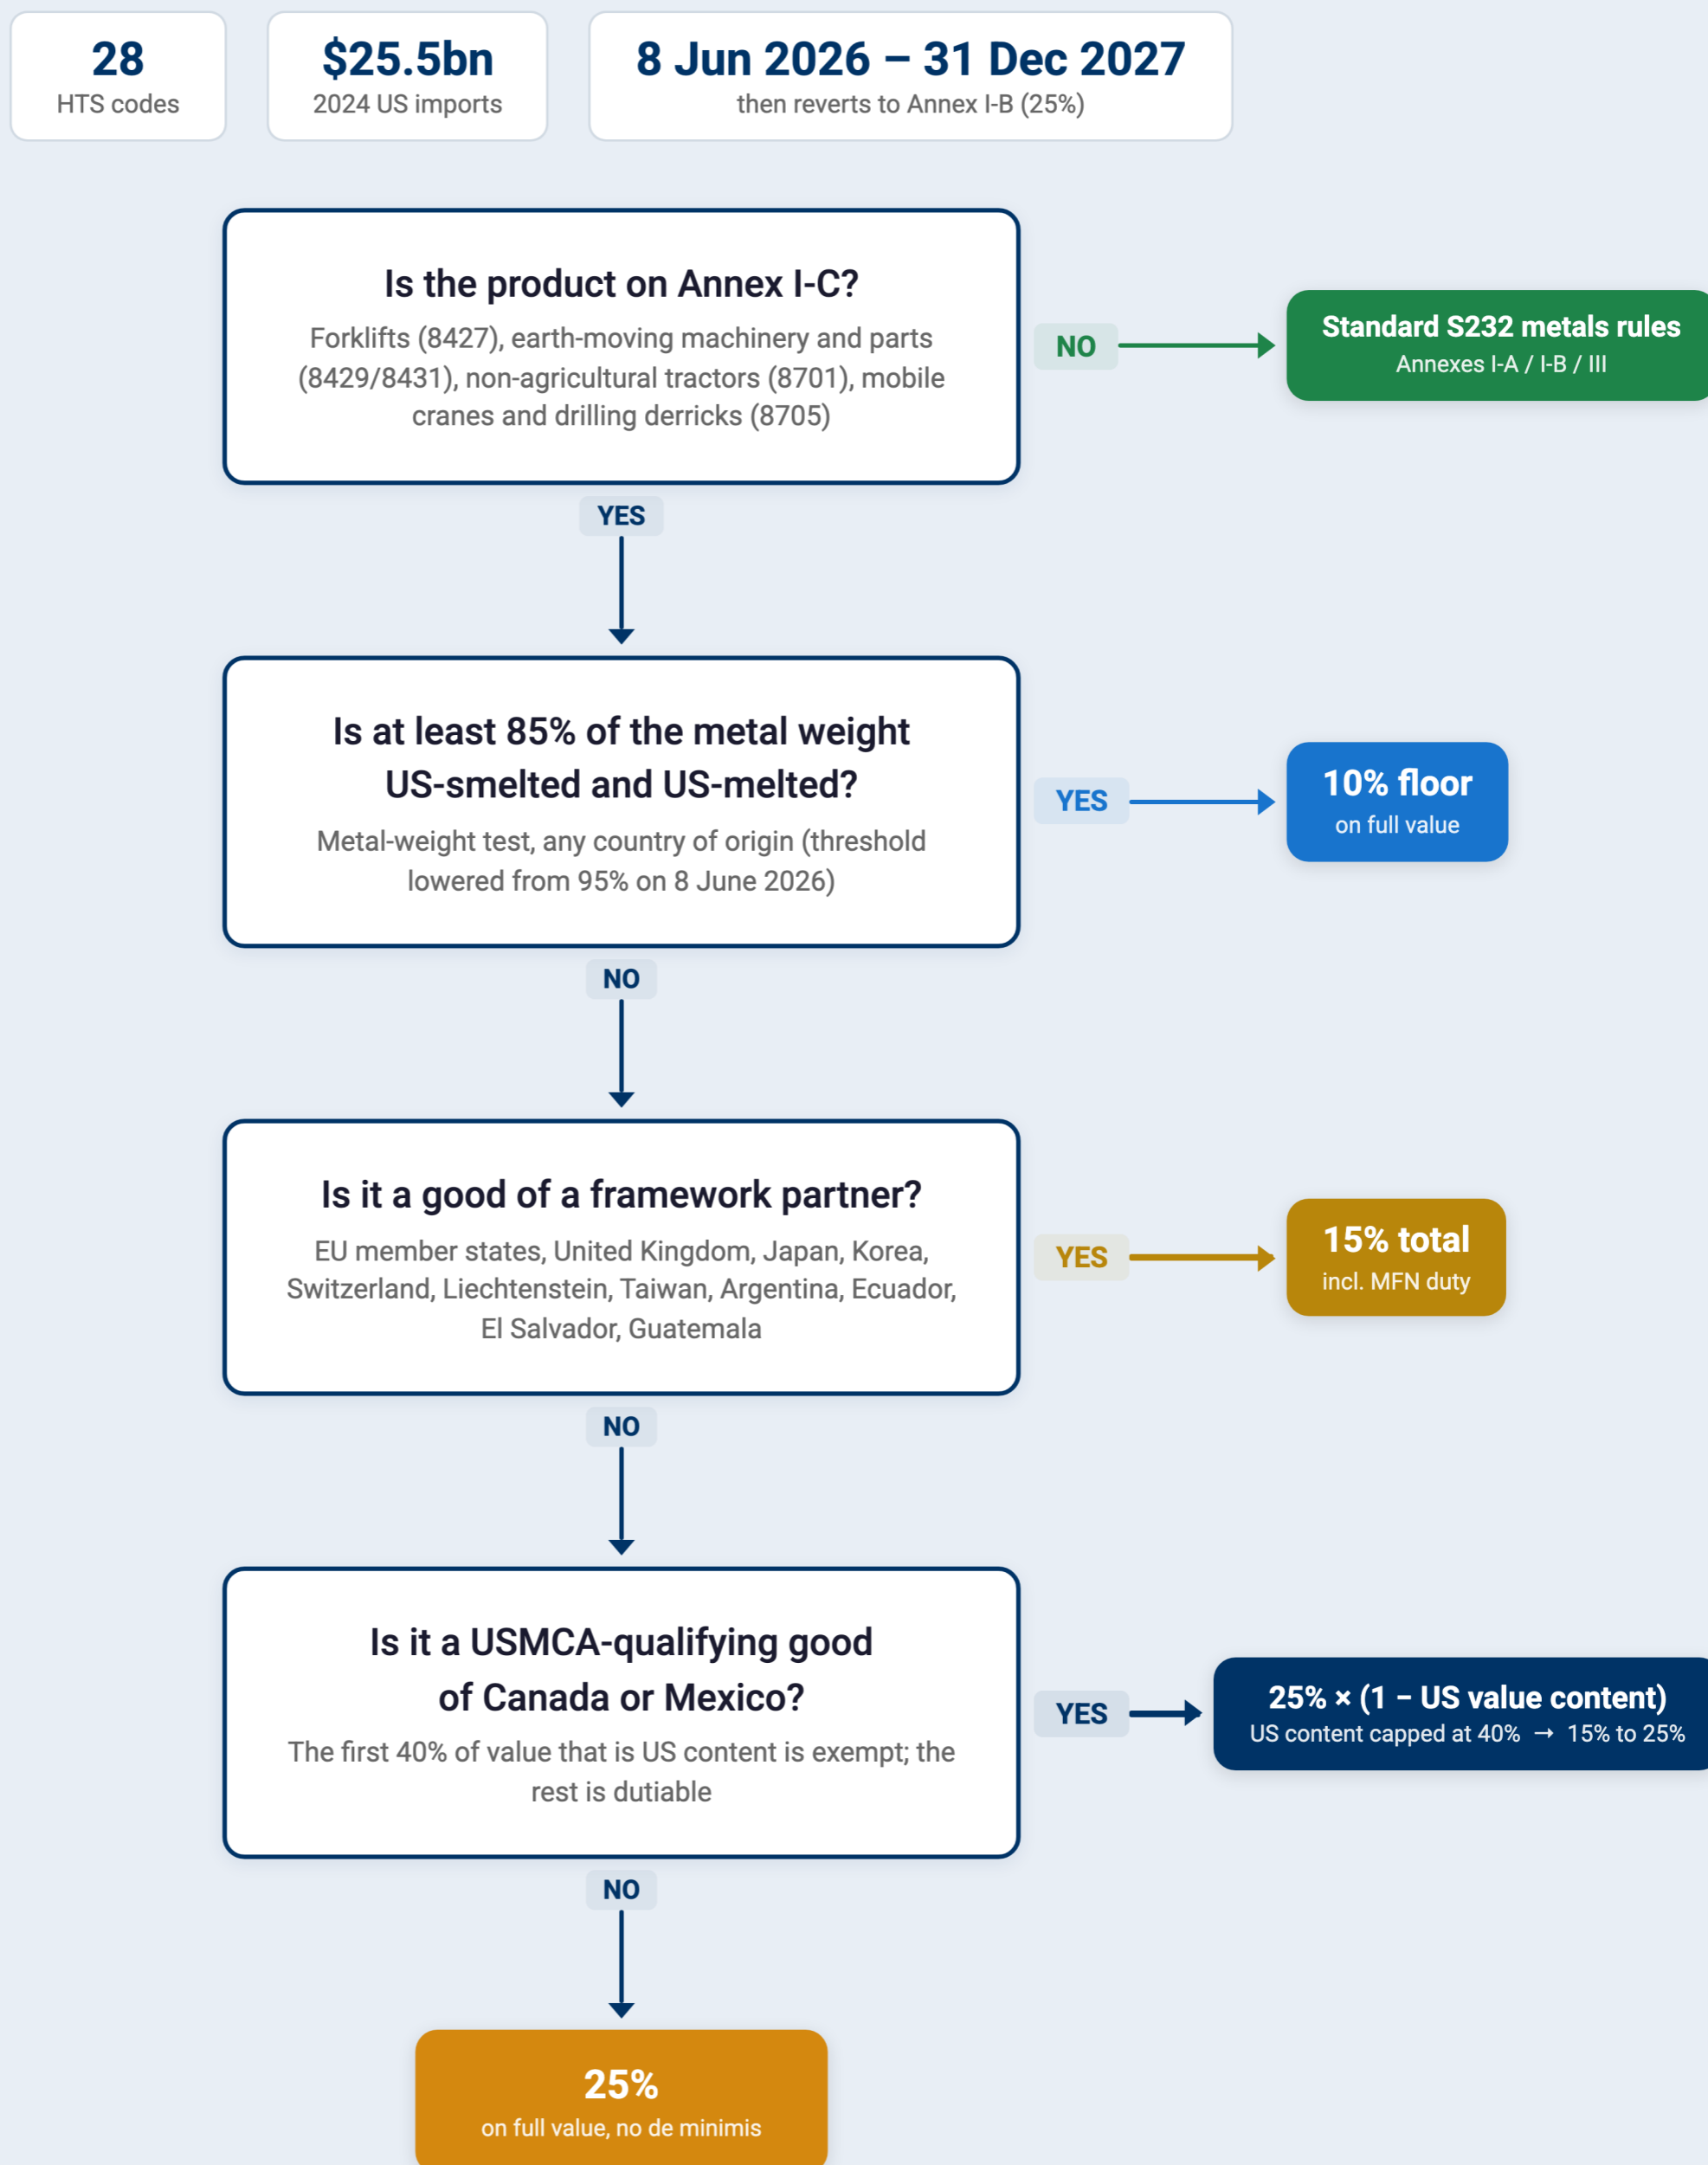 28
HTS codes
$25.5bn
2024 US imports
8 Jun 2026 – 31 Dec 2027
then reverts to Annex I-B (25%)
Is the product on Annex I-C?
Forklifts (8427), earth-moving machinery and parts
(8429/8431), non-agricultural tractors (8701), mobile
cranes and drilling derricks (8705)
NO
Standard S232 metals rules
Annexes I-A / I-B / III
YES
Is at least 85% of the metal weight
US-smelted and US-melted?
Metal-weight test, any country of origin (threshold
lowered from 95% on 8 June 2026)
YES
10% floor
on full value
NO
Is it a good of a framework partner?
EU member states, United Kingdom, Japan, Korea,
Switzerland, Liechtenstein, Taiwan, Argentina, Ecuador,
El Salvador, Guatemala
YES
15% total
incl. MFN duty
NO
Is it a USMCA-qualifying good
of Canada or Mexico?
The first 40% of value that is US content is exempt; the
rest is dutiable
YES
25% × (1 − US value content)
US content capped at 40% → 15% to 25%
NO
25%
on full value, no de minimis